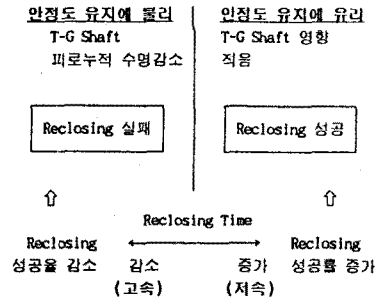 안정도 유지에 불리
T-G Shaft
피로누적 수명감소
Reclosing 실패
안정도 유지에 유리
T-G Shaft 영향
적음
Reclosing 성공
⇧
⇧
Reclosing Time
Reclosing
성공율 감소
감소
(고속)
증가
(저속)
Reclosing
성공률 증가